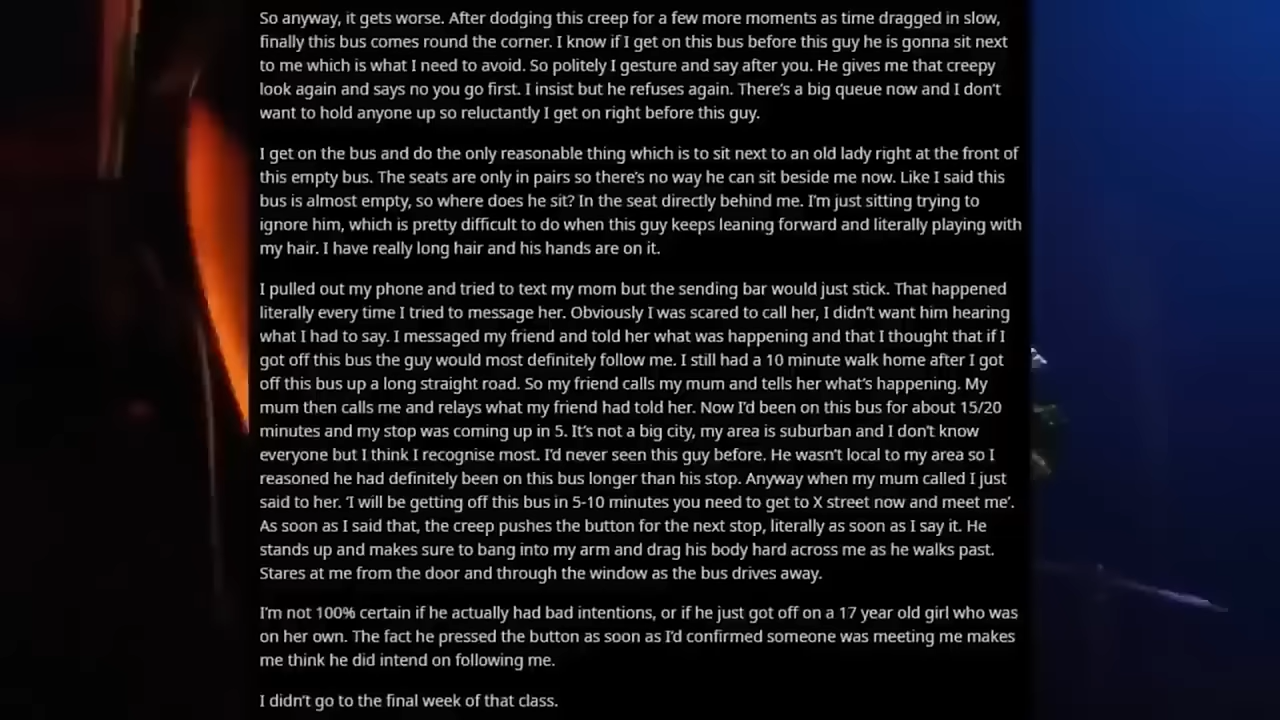 So anyway, it gets worse. After dodging this creep for a few more moments as time dragged in slow,
finally this bus comes round the corner. I know if I get on this bus before this guy he is gonna sit next
to me which is what I need to avoid. So politely I gesture and say after you. He gives me that creepy
look again and says no you go first. I insist but he refuses again. There's a big queue now and I don't
want to hold anyone up so reluctantly I get on right before this guy.
I get on the bus and do the only reasonable thing which is to sit next to an old lady right at the front of
this empty bus. The seats are only in pairs so there's no way he can sit beside me now. Like I said this
bus is almost empty, so where does he sit? In the seat directly behind me. I'm just sitting trying to
ignore him, which is pretty difficult to do when this guy keeps leaning forward and literally playing with
my hair. I have really long hair and his hands are on it.
I pulled out my phone and tried to text my mom but the sending bar would just stick. That happened
literally every time I tried to message her. Obviously I was scared to call her, I didn't want him hearing
what I had to say. I messaged my friend and told her what was happening and that I thought that if I
got off this bus the guy would most definitely follow me. I still had a 10 minute walk home after I got
off this bus up a long straight road. So my friend calls my mum and tells her what's happening. My
mum then calls me and relays what my friend had told her. Now I'd been on this bus for about 15/20
minutes and my stop was coming up in 5. It's not a big city, my area is suburban and I don't know
everyone but I think I recognise most. I'd never seen this guy before. He wasn't local to my area so I
reasoned he had definitely been on this bus longer than his stop. Anyway when my mum called I just
said to her. 'I will be getting off this bus in 5-10 minutes you need to get to X street now and meet me'.
As soon as I said that, the creep pushes the button for the next stop, literally as soon as I say it. He
stands up and makes sure to bang into my arm and drag his body hard across me as he walks past.
Stares at me from the door and through the window as the bus drives away.
I'm not 100% certain if he actually had bad intentions, or if he just got off on a 17 year old girl who was
on her own. The fact he pressed the button as soon as I'd confirmed someone was meeting me makes
me think he did intend on following me.
I didn't go to the final week of that class.